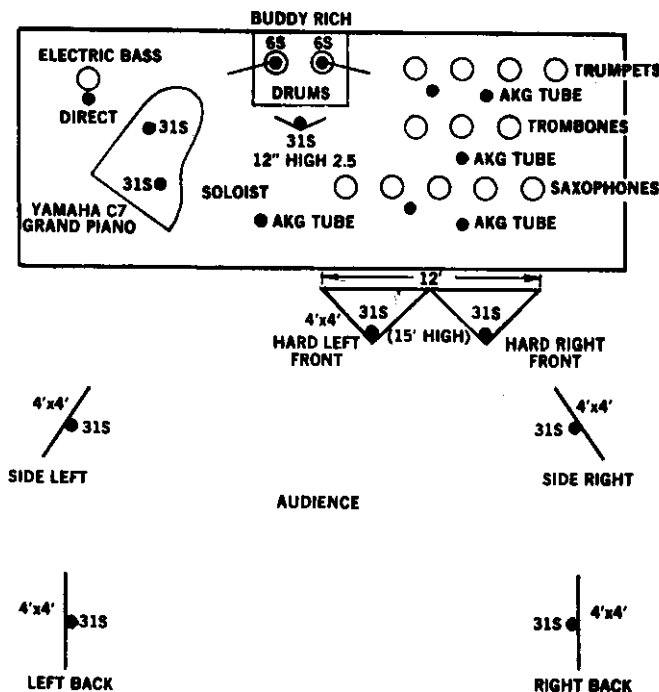 BUDDY RICH
6S 6S
ELECTRIC BASS
TRUMPETS
DRUMS
AKG TUBE
DIRECT
31S
31S
12" HIGH 2.5
TROMBONES
AKG TUBE
31S
SOLOIST
SAXOPHONES
YAMAHA C7
GRAND PIANO
AKG TUBE
AKG TUBE
12'
4'x4'
31S
31S
HARD LEFT
FRONT
(15' HIGH)
HARD RIGHT
FRONT
4'x4'
31S
SIDE LEFT
4'x4'
31S
SIDE RIGHT
AUDIENCE
4'x4'
31S
LEFT BACK
4'x4'
31S
RIGHT BACK